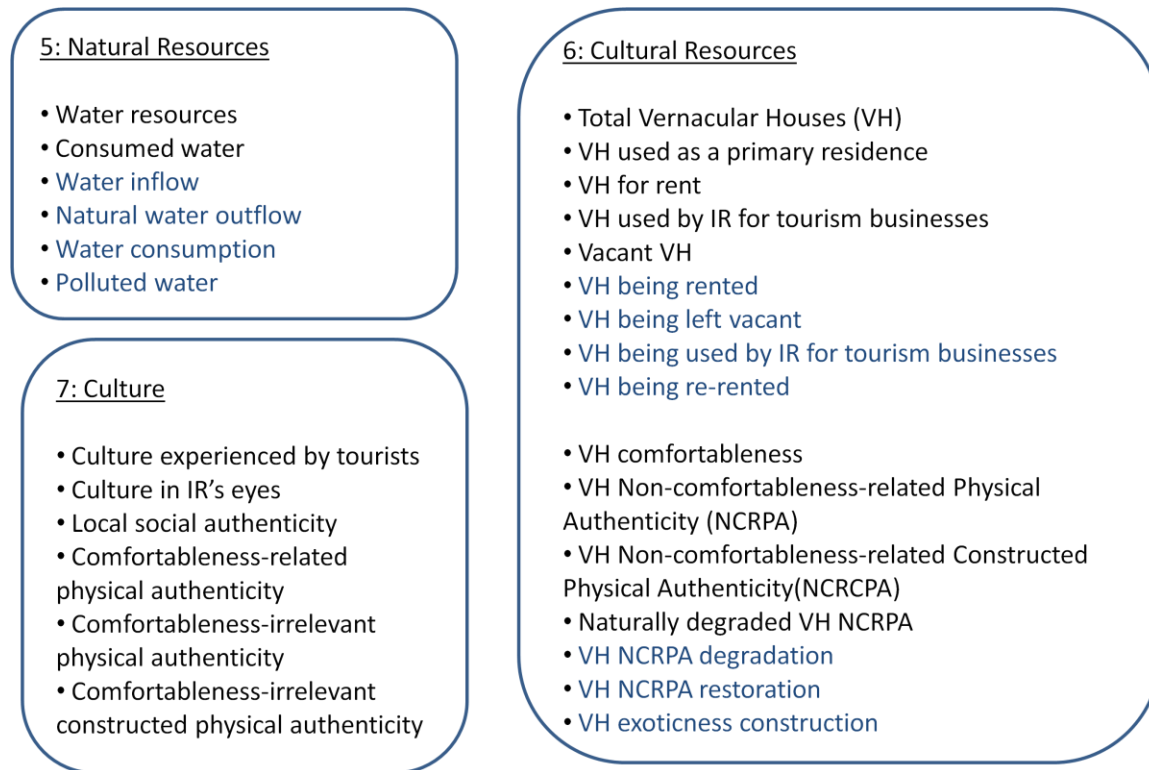 5: Natural Resources
• Water resources
• Consumed water
• Water inflow
• Natural water outflow
• Water consumption
• Polluted water
6: Cultural Resources
• Total Vernacular Houses (VH)
• VH used as a primary residence
• VH for rent
• VH used by IR for tourism businesses
• Vacant VH
• VH being rented
• VH being left vacant
• VH being used by IR for tourism businesses
• VH being re-rented
• VH comfortableness
• VH Non-comfortableness-related Physical
Authenticity (NCRPA)
• VH Non-comfortableness-related Constructed
Physical Authenticity(NCRCPA)
• Naturally degraded VH NCRPA
• VH NCRPA degradation
• VH NCRPA restoration
• VH exoticness construction
7: Culture
• Culture experienced by tourists
• Culture in IR's eyes
• Local social authenticity
• Comfortableness-related
physical authenticity
• Comfortableness-irrelevant
physical authenticity
• Comfortableness-irrelevant
constructed physical authenticity